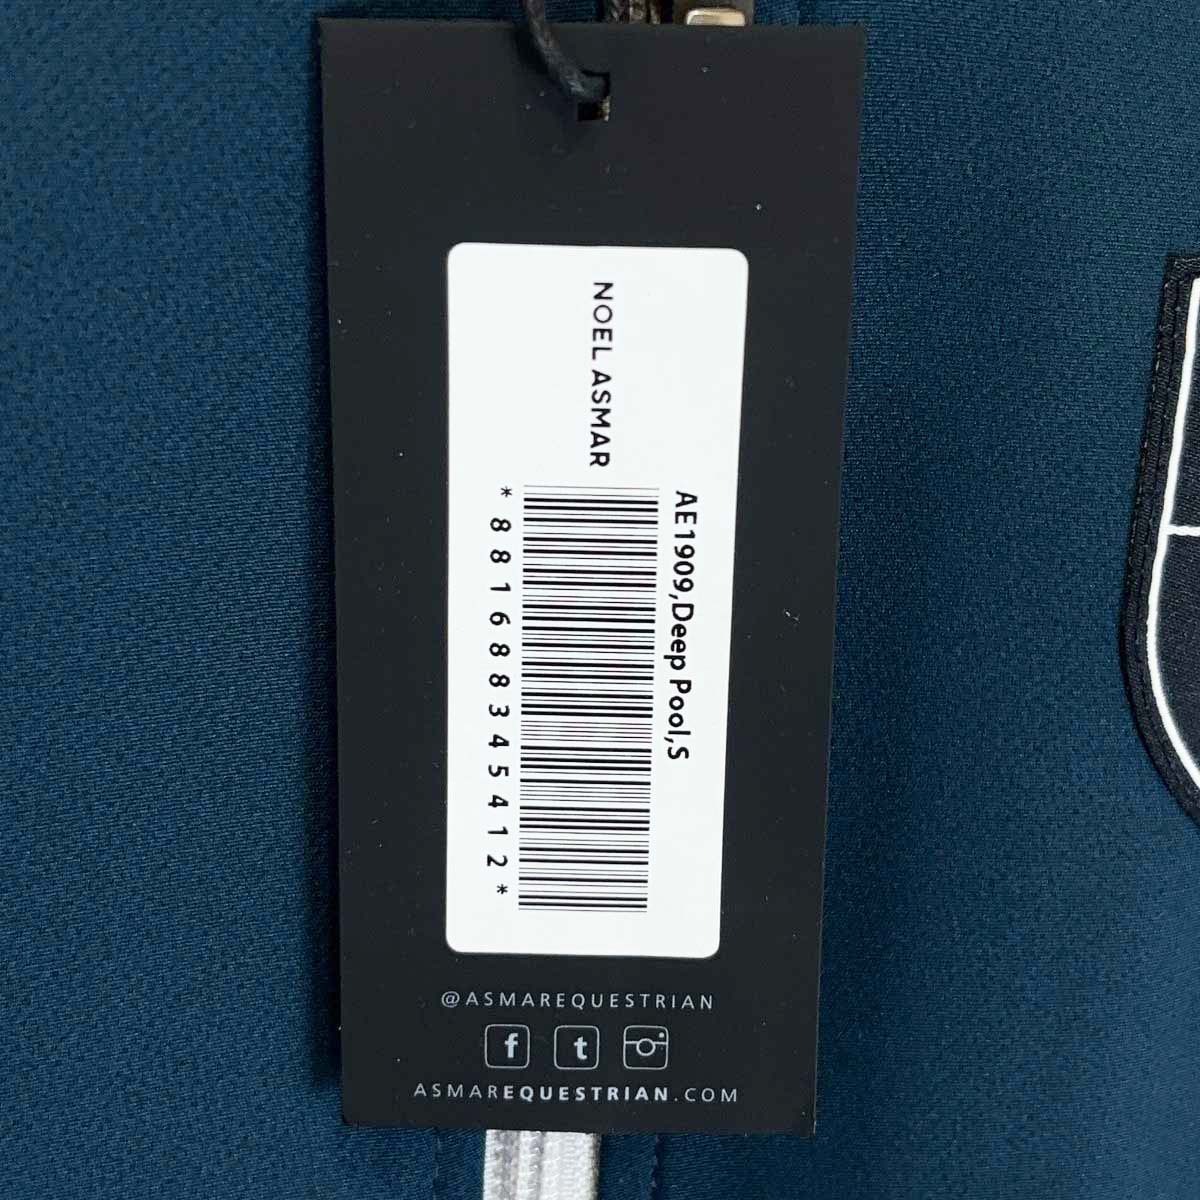 NOEL ASMAR
AE1909,Deep Pool,S
*881688345412*
@ASMAREQUESTRIAN
f t
ASMAREQUESTRIAN.COM